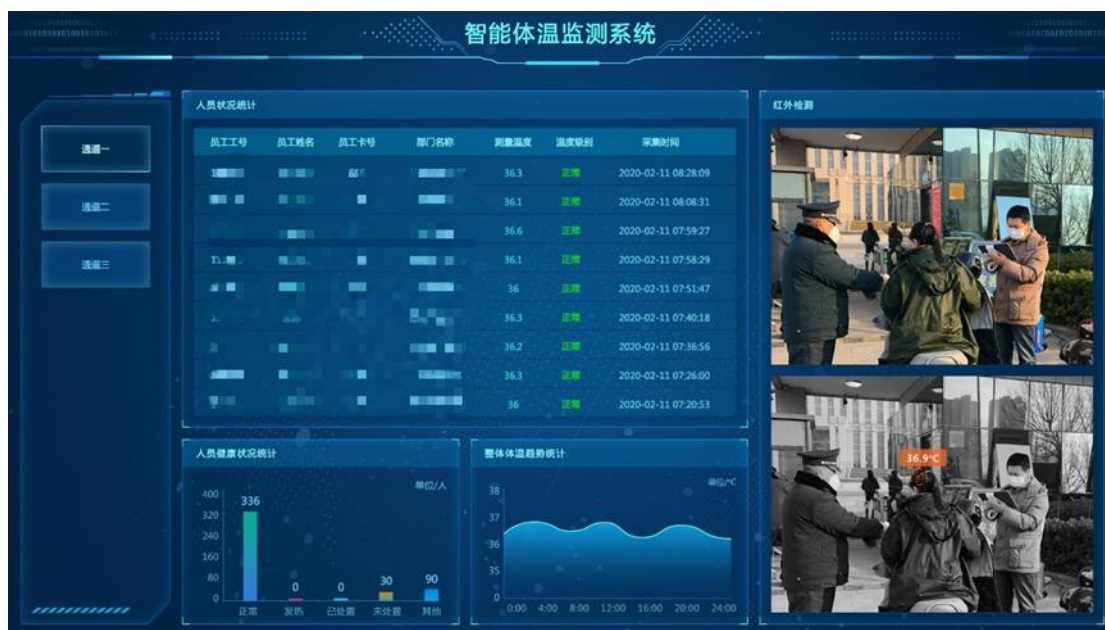 智能体温监测系统
通道一
通道二
通道三
人员状况统计
员工工号 员工姓名 员工卡号 部门名称 测量温度 温度级别 采集时间
36.3 正常 2020-02-11 08:28:09
36.1 正常 2020-02-11 08:08:31
36.6 正常 2020-02-11 07:59:27
36.1 正常 2020-02-11 07:58:29
36 正常 2020-02-11 07:51:47
36.3 正常 2020-02-11 07:40:18
36.2 正常 2020-02-11 07:36:56
36.3 正常 2020-02-11 07:26:00
36 正常 2020-02-11 07:20:53
人员健康状况统计
单位/人
400
320
240
160
80
0
336 0 0 30 90
正常 发热 已处置 未处置 其他
整体体温趋势统计
单位/℃
38
37
36
35
0
0:00 4:00 8:00 12:00 16:00 20:00 24:00
红外检测
36.9℃